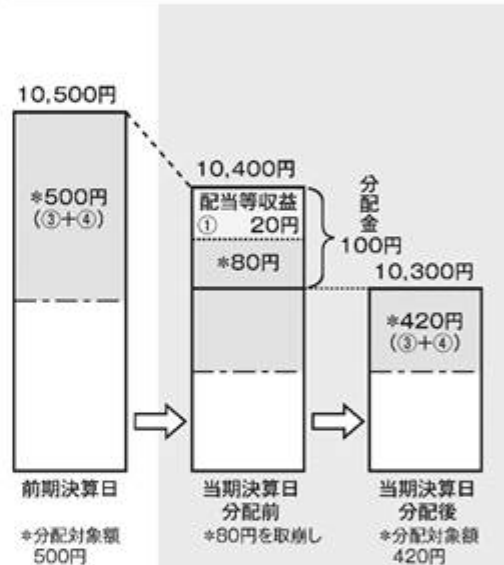 10,500円
*500円
(③+④)
前期決算日
*分配対象額
500円
10,400円
配当等収益
① 20円
*80円
分配金
100円
当期決算日
分配前
*80円を取崩し
10,300円
*420円
(③+④)
当期決算日
分配後
*分配対象額
420円